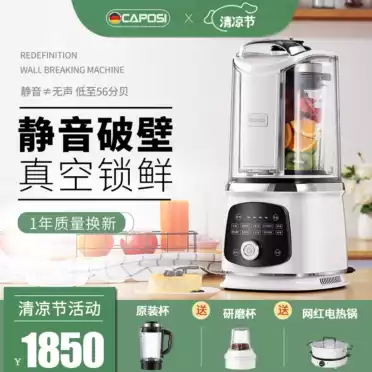 CAPOSI × 清凉节
REDEFINITION
WALL BREAKING MACHINE
静音≠无声 低至56分贝
静音破壁
真空锁鲜
1年质量换新
清凉节活动
¥1850
原装杯 送 研磨杯 送 网红电热锅